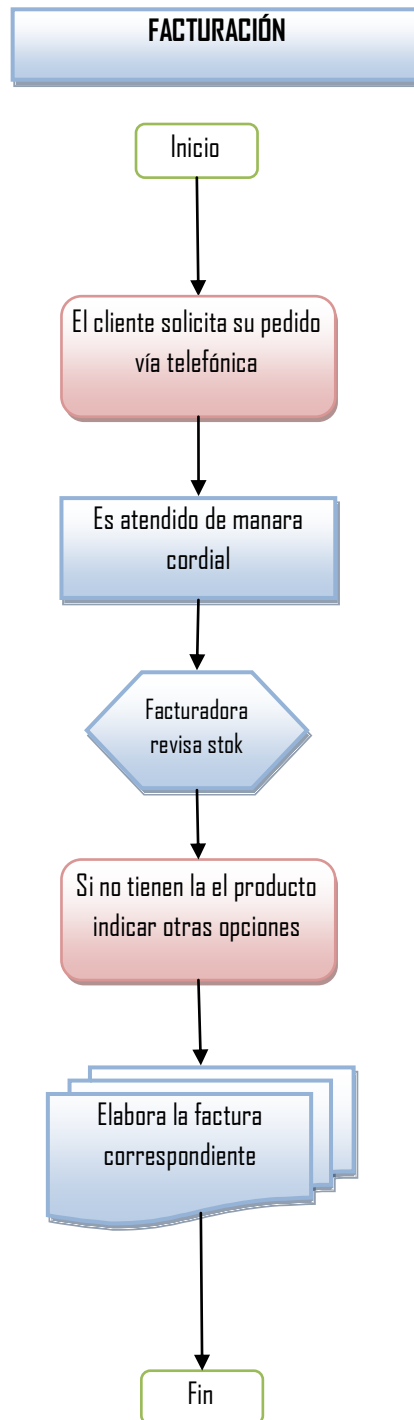 FACTURACIÓN
Inicio
El cliente solicita su pedido
vía telefónica
Es atendido de manara
cordial
Facturadora
revisa stok
Si no tienen la el producto
indicar otras opciones
Elabora la factura
correspondiente
Fin